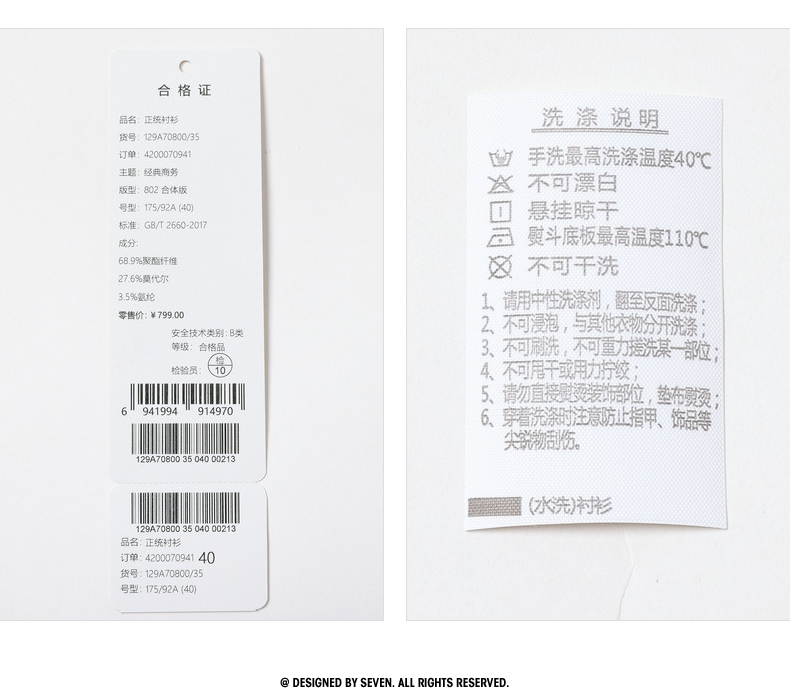 合格证
品名: 正统衬衫
货号: 129A70800/35
订单: 4200070941
主题: 经典商务
版型: 802 合体版
号型: 175/92A (40)
标准: GB/T 2660-2017
成分:
68.9%聚酯纤维
27.6%莫代尔
3.5%氨纶
零售价: ¥799.00
安全技术类别: B类
等级: 合格品
检验员: 检 10
6 941994 914970
129A70800 35 040 00213
129A70800 35 040 00213
品名: 正统衬衫
订单: 4200070941 40
货号: 129A70800/35
号型: 175/92A (40)
洗涤说明
手洗最高洗涤温度40℃
不可漂白
悬挂晾干
熨斗底板最高温度110℃
不可干洗
1、请用中性洗涤剂，翻至反面洗涤；
2、不可浸泡，与其他衣物分开洗涤；
3、不可刷洗，不可重力搓洗某一部位；
4、不可甩干或用力拧绞；
5、请勿直接熨烫装饰部位，垫布熨烫；
6、穿着洗涤时注意防止指甲、饰品等
尖锐物刮伤。
(水洗)衬衫
@ DESIGNED BY SEVEN. ALL RIGHTS RESERVED.